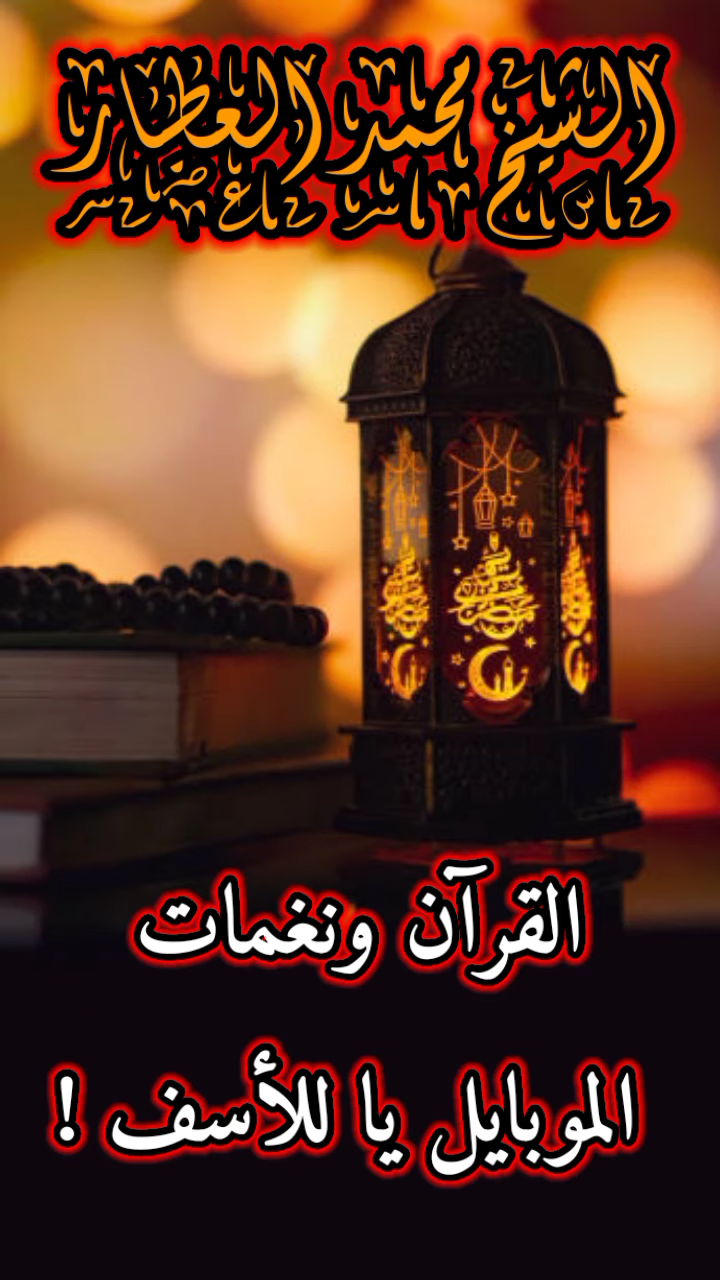 الشيخ محمد العطار
القرآن ونغمات
الموبايل يا للأسف !